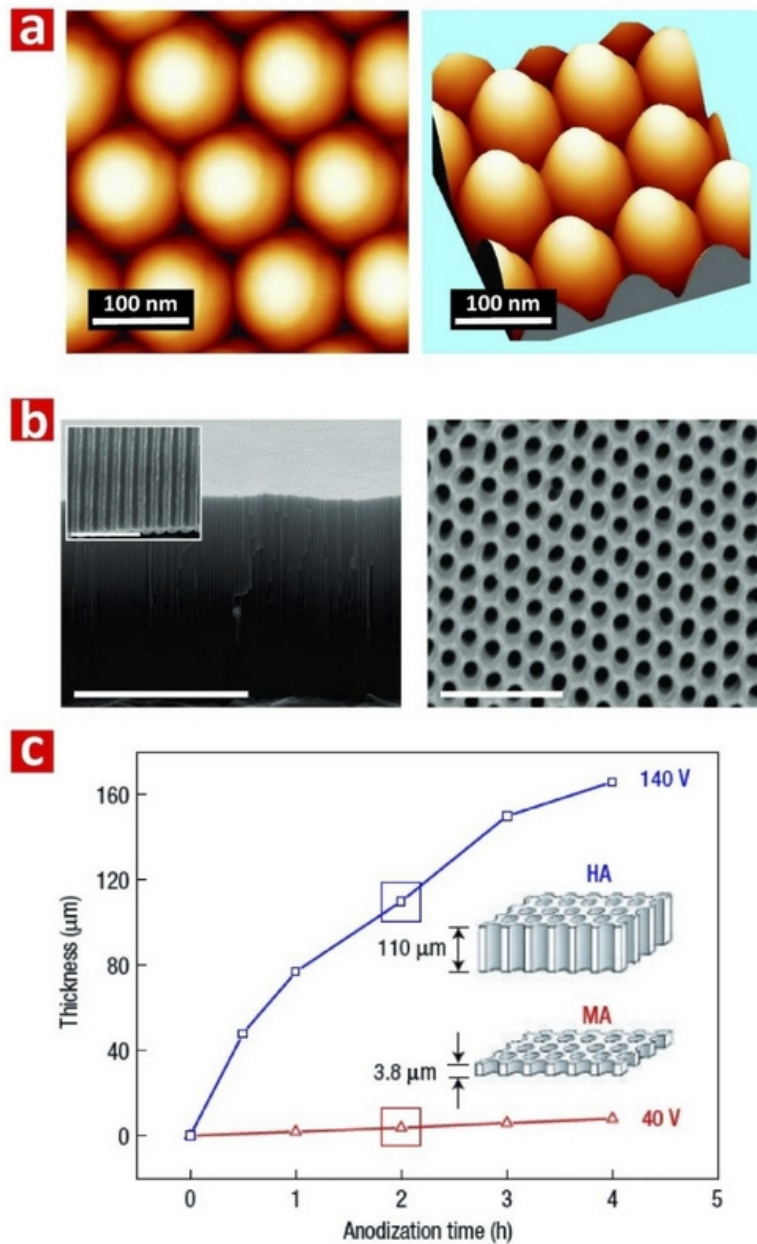 a
100 nm
100 nm
b
c
160
120
80
40
0
Thickness (μm)
140 V
HA
110 μm
MA
3.8 μm
40 V
0 1 2 3 4 5
Anodization time (h)